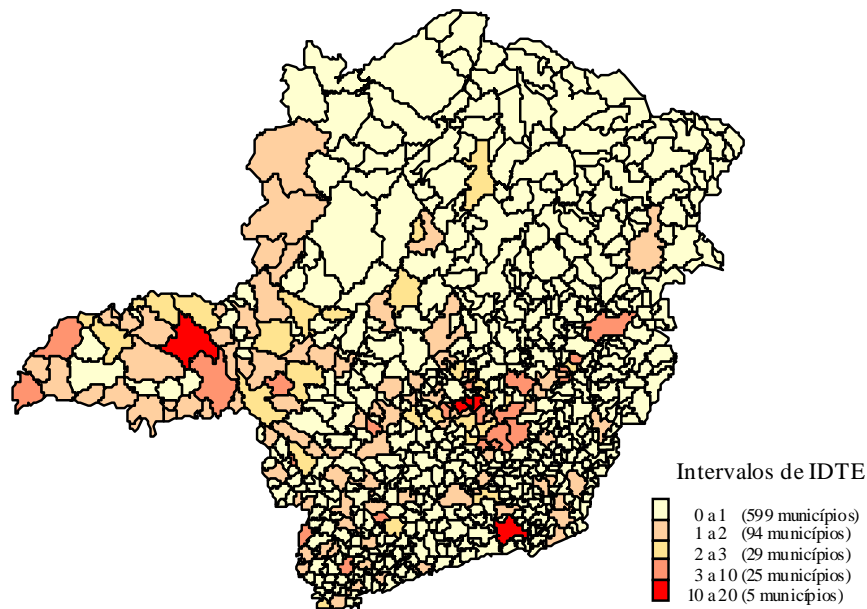 Intervalos de IDTE
0 a 1 (599 municípios)
1 a 2 (94 municípios)
2 a 3 (29 municípios)
3 a 10 (25 municípios)
10 a 20 (5 municípios)